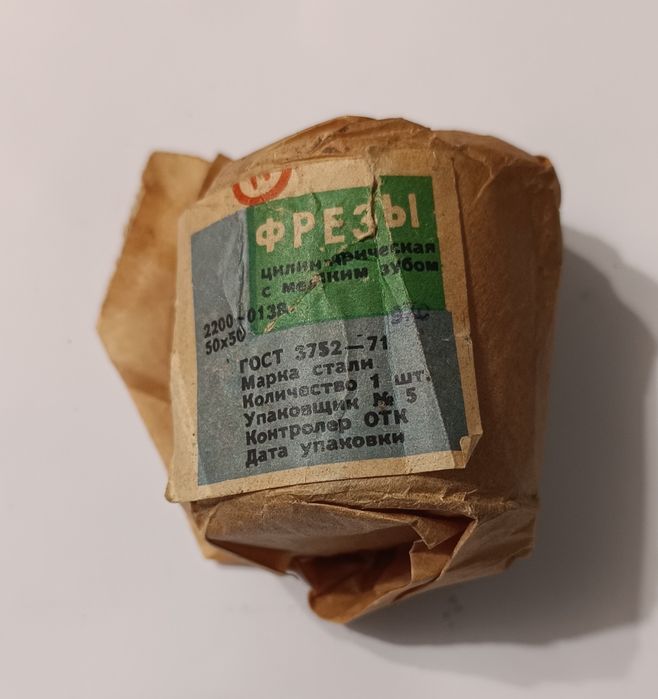 ФРЕЗЫ
цилиндрическая
с мелким зубом
2200-0138
50х50
ГОСТ 3752—71
Марка стали
Количество 1 шт.
Упаковщик № 5
Контролер ОТК
Дата упаковки